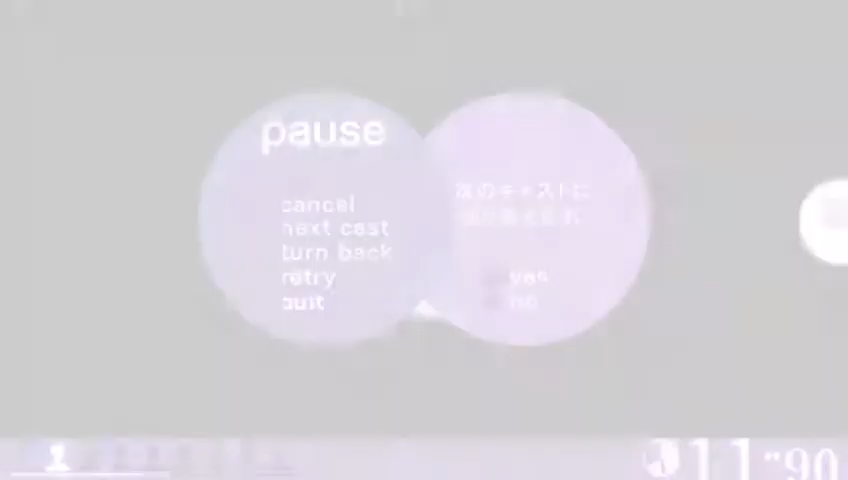 pause
cancel
next cast
turn back
retry
quit
次のキャストに
yes
no
11"90